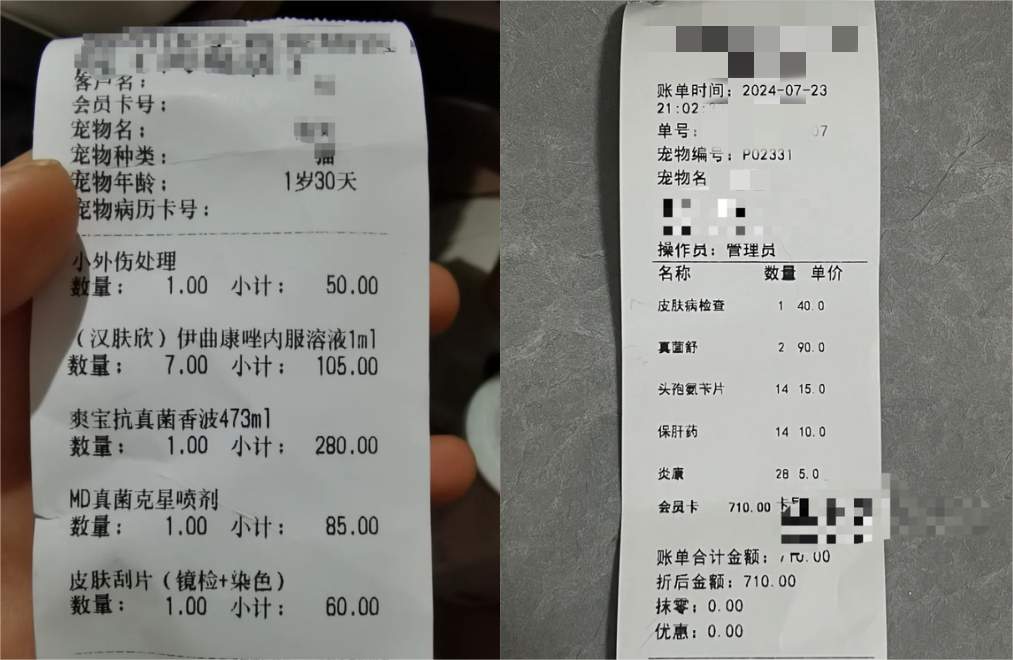 客户名:
会员卡号:
宠物名:
宠物种类: 猫
宠物年龄: 1岁30天
宠物病历卡号:
小外伤处理
数量: 1.00 小计: 50.00
(汉肤欣)伊曲康唑内服溶液1ml
数量: 7.00 小计: 105.00
爽宝抗真菌香波473ml
数量: 1.00 小计: 280.00
MD真菌克星喷剂
数量: 1.00 小计: 85.00
皮肤刮片(镜检+染色)
数量: 1.00 小计: 60.00
账单时间: 2024-07-23
21:02:
单号: 07
宠物编号: P02331
宠物名
操作员: 管理员
名称 数量 单价
皮肤病检查 1 40.0
真菌舒 2 90.0
头孢氨苄片 14 15.0
保肝药 14 10.0
炎康 28 5.0
会员卡 710.00
账单合计金额: 710.00
折后金额: 710.00
抹零: 0.00
优惠: 0.00